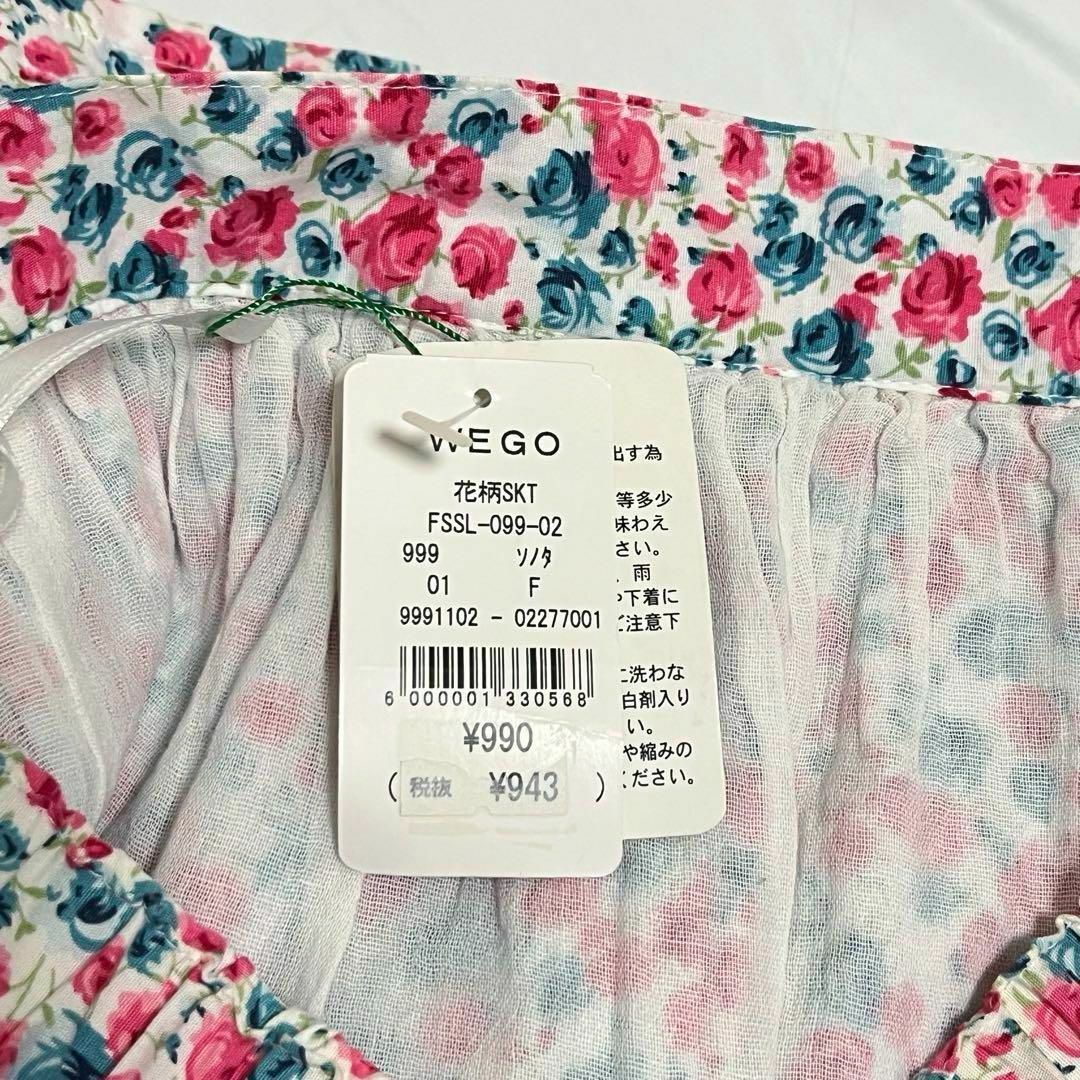 WEGO
花柄SKT
FSSL-099-02
999 ソノタ
01 F
9991102 - 02277001
6 000001 330568
¥990
( 税抜 ¥943 )
出す為
等多少
味わえ
さい。
雨
や下着に
ご注意下
に洗わな
白剤入り
い。
や縮みの
ください。